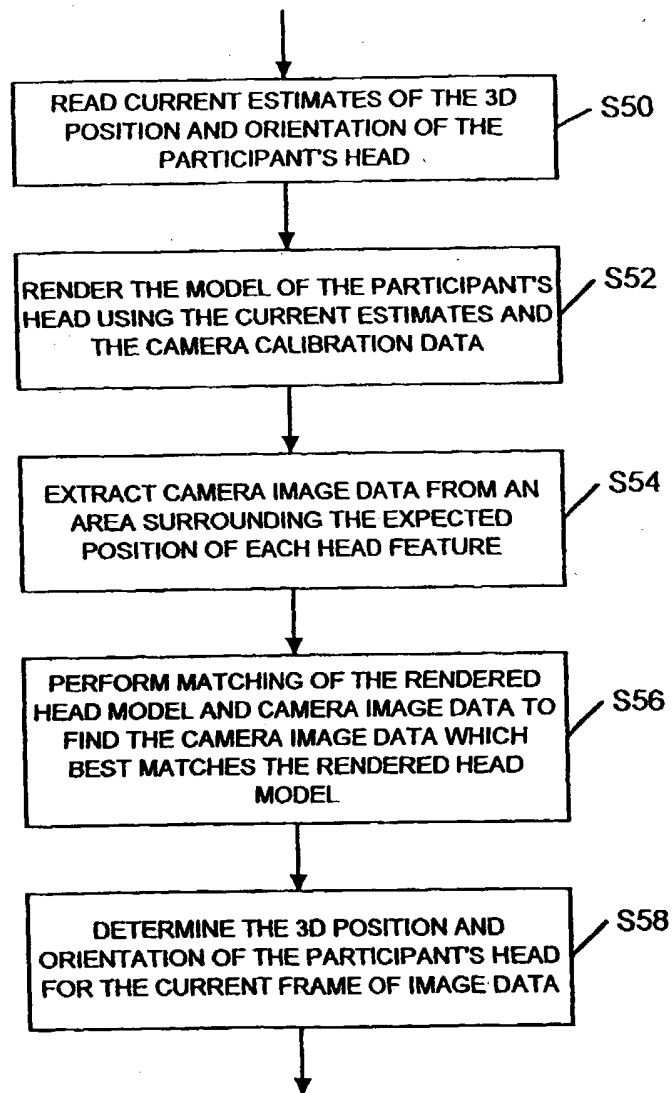 READ CURRENT ESTIMATES OF THE 3D
POSITION AND ORIENTATION OF THE
PARTICIPANT'S HEAD
S50
RENDER THE MODEL OF THE PARTICIPANT'S
HEAD USING THE CURRENT ESTIMATES AND
THE CAMERA CALIBRATION DATA
S52
EXTRACT CAMERA IMAGE DATA FROM AN
AREA SURROUNDING THE EXPECTED
POSITION OF EACH HEAD FEATURE
S54
PERFORM MATCHING OF THE RENDERED
HEAD MODEL AND CAMERA IMAGE DATA TO
FIND THE CAMERA IMAGE DATA WHICH
BEST MATCHES THE RENDERED HEAD
MODEL
S56
DETERMINE THE 3D POSITION AND
ORIENTATION OF THE PARTICIPANT'S HEAD
FOR THE CURRENT FRAME OF IMAGE DATA
S58